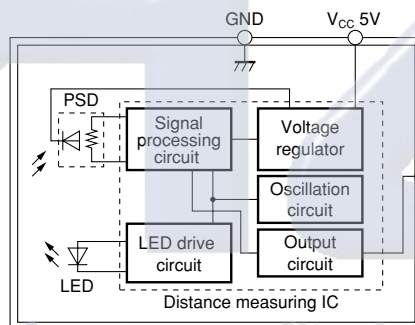 GND
V_CC 5V
PSD
Signal
processing
circuit
Voltage
regulator
Oscillation
circuit
LED drive
circuit
Output
circuit
LED
Distance measuring IC